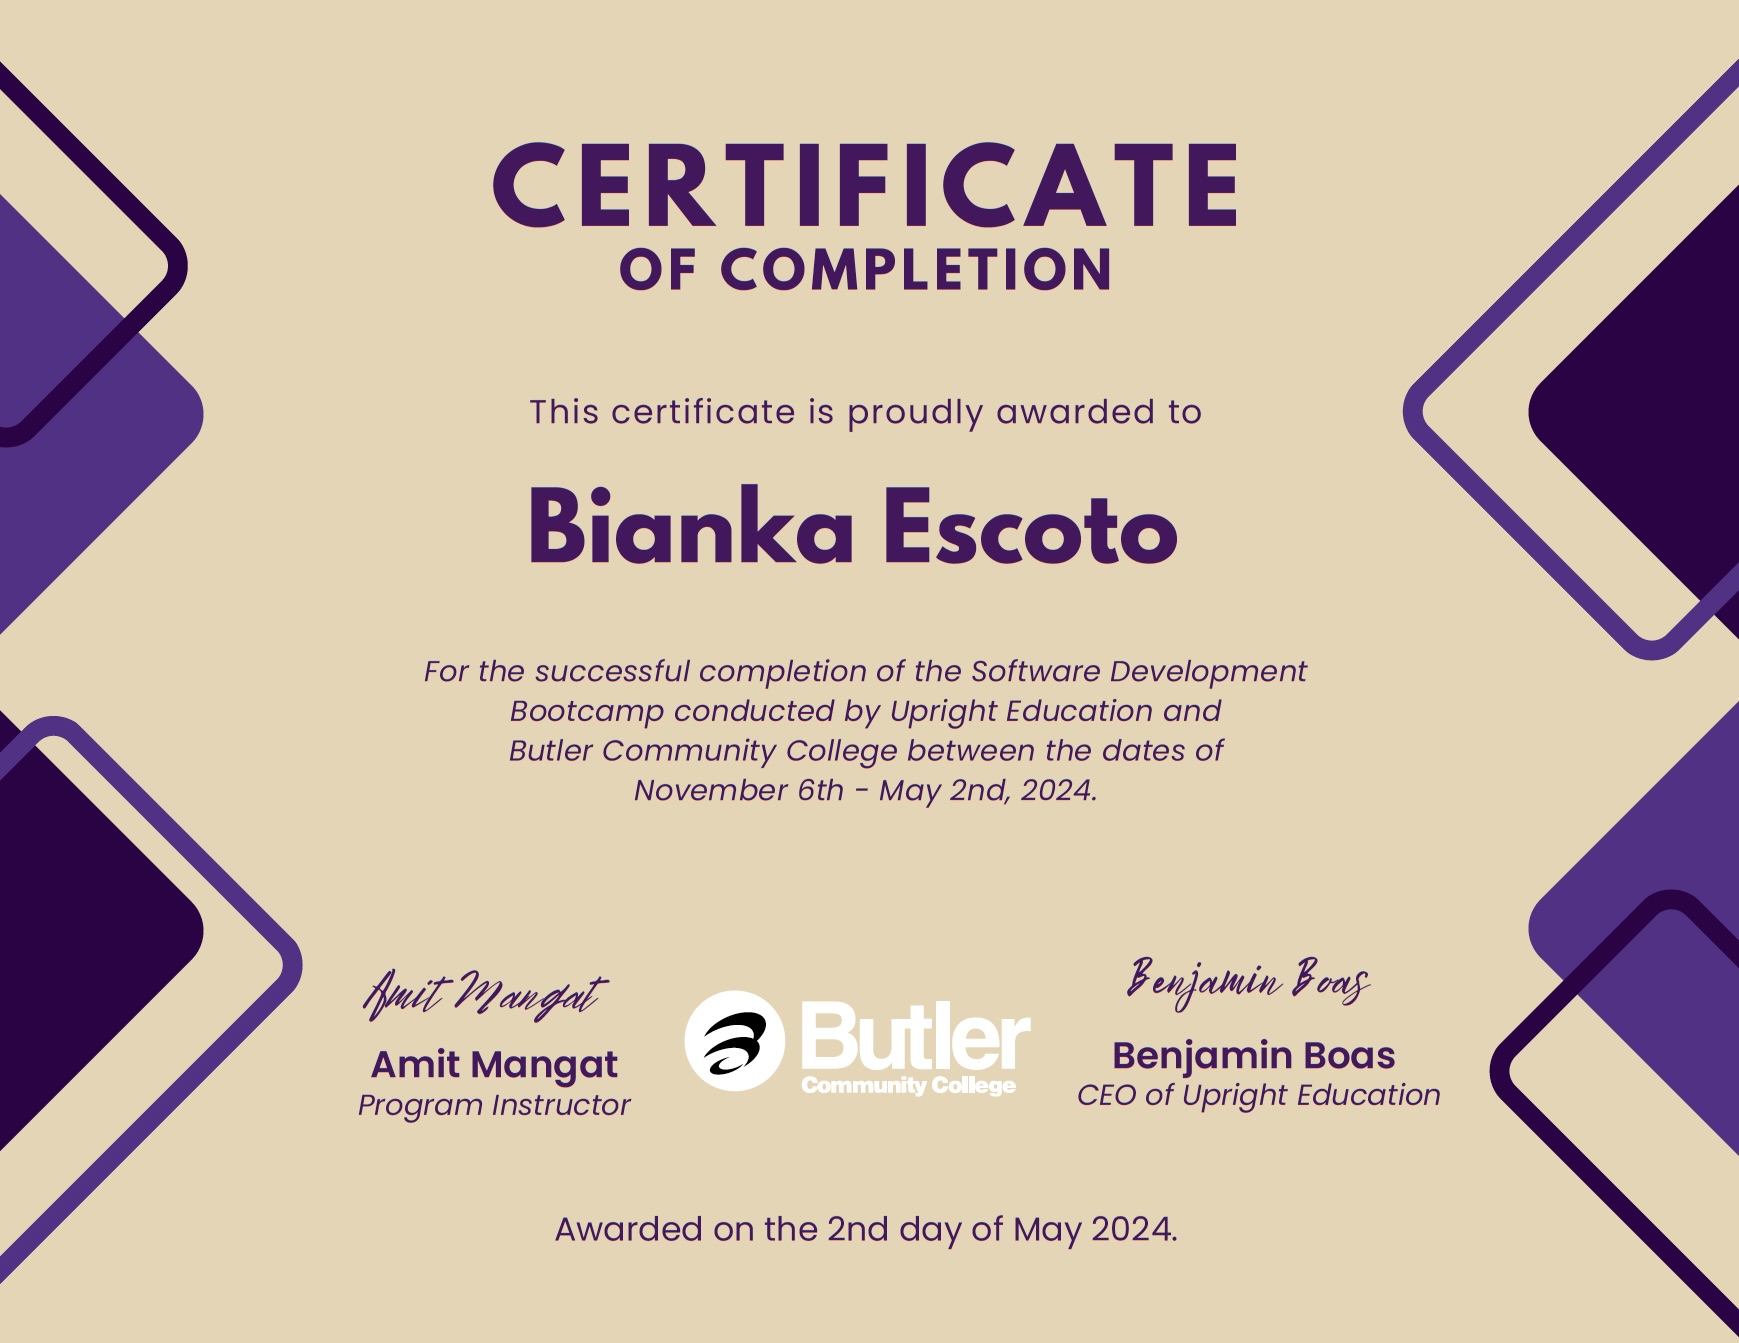 CERTIFICATE
OF COMPLETION
This certificate is proudly awarded to
Bianka Escoto
For the successful completion of the Software Development
Bootcamp conducted by Upright Education and
Butler Community College between the dates of
November 6th - May 2nd, 2024.
Amit Mangat
Amit Mangat
Program Instructor
Butler
Community College
Benjamin Boas
Benjamin Boas
CEO of Upright Education
Awarded on the 2nd day of May 2024.